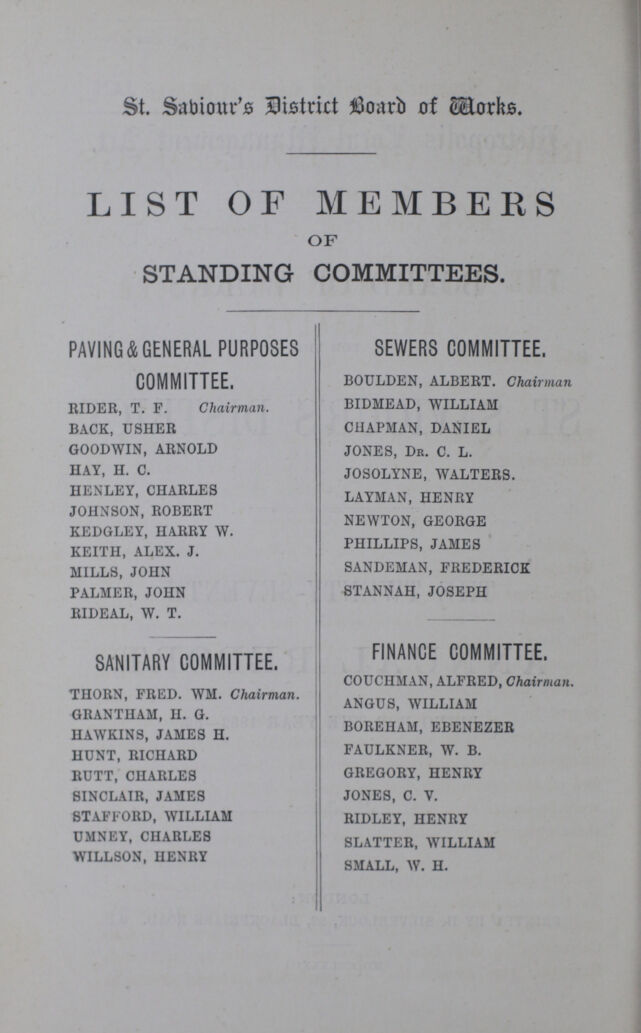 St. Saviour's District Board of Works.
LIST OF MEMBERS
OF
STANDING COMMITTEES.
PAVING & GENERAL PURPOSES
COMMITTEE.
RIDER, T. F. Chairman.
BACK, USHER
GOODWIN, ARNOLD
HAY, H. C.
HENLEY, CHARLES
JOHNSON, ROBERT
KEDGLEY, HARRY W.
KEITH, ALEX. J.
MILLS, JOHN
PALMER, JOHN
RIDEAL, W. T.
SANITARY COMMITTEE.
THORN, FRED. WM. Chairman.
GRANTHAM, H. G.
HAWKINS, JAMES H.
HUNT, RICHARD
RUTT, CHARLES
SINCLAIR, JAMES
STAFFORD, WILLIAM
UMNEY, CHARLES
WILLSON, HENRY
SEWERS COMMITTEE.
BOULDEN, ALBERT. Chairman
BIDMEAD, WILLIAM
CHAPMAN, DANIEL
JONES, DR. C. L.
JOSOLYNE, WALTERS.
LAYMAN, HENRY
NEWTON, GEORGE
PHILLIPS, JAMES
SANDEMAN, FREDERICK
STANNAH, JOSEPH
FINANCE COMMITTEE.
COUCHMAN, ALFRED, Chairman.
ANGUS, WILLIAM
BOREHAM, EBENEZER
FAULKNER, W. B.
GREGORY, HENRY
JONES, C. V.
RIDLEY, HENRY
SLATTER, WILLIAM
SMALL, W. H.